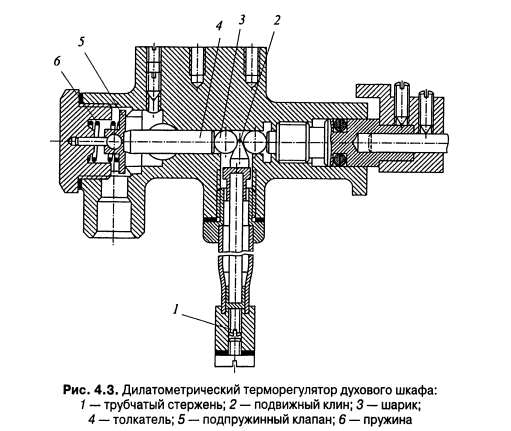 4 3 2
5
6
1
Рис. 4.3. Дилатометрический терморегулятор духового шкафа:
1 — трубчатый стержень; 2 — подвижный клин; 3 — шарик;
4 — толкатель; 5 — подпружинный клапан; 6 — пружина